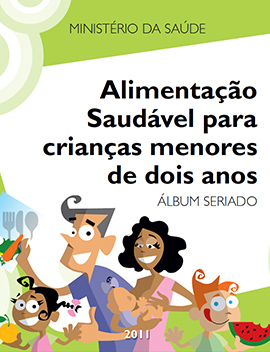 MINISTÉRIO DA SAÚDE
Alimentação
Saudável para
crianças menores
de dois anos
ÁLBUM SERIADO
2011